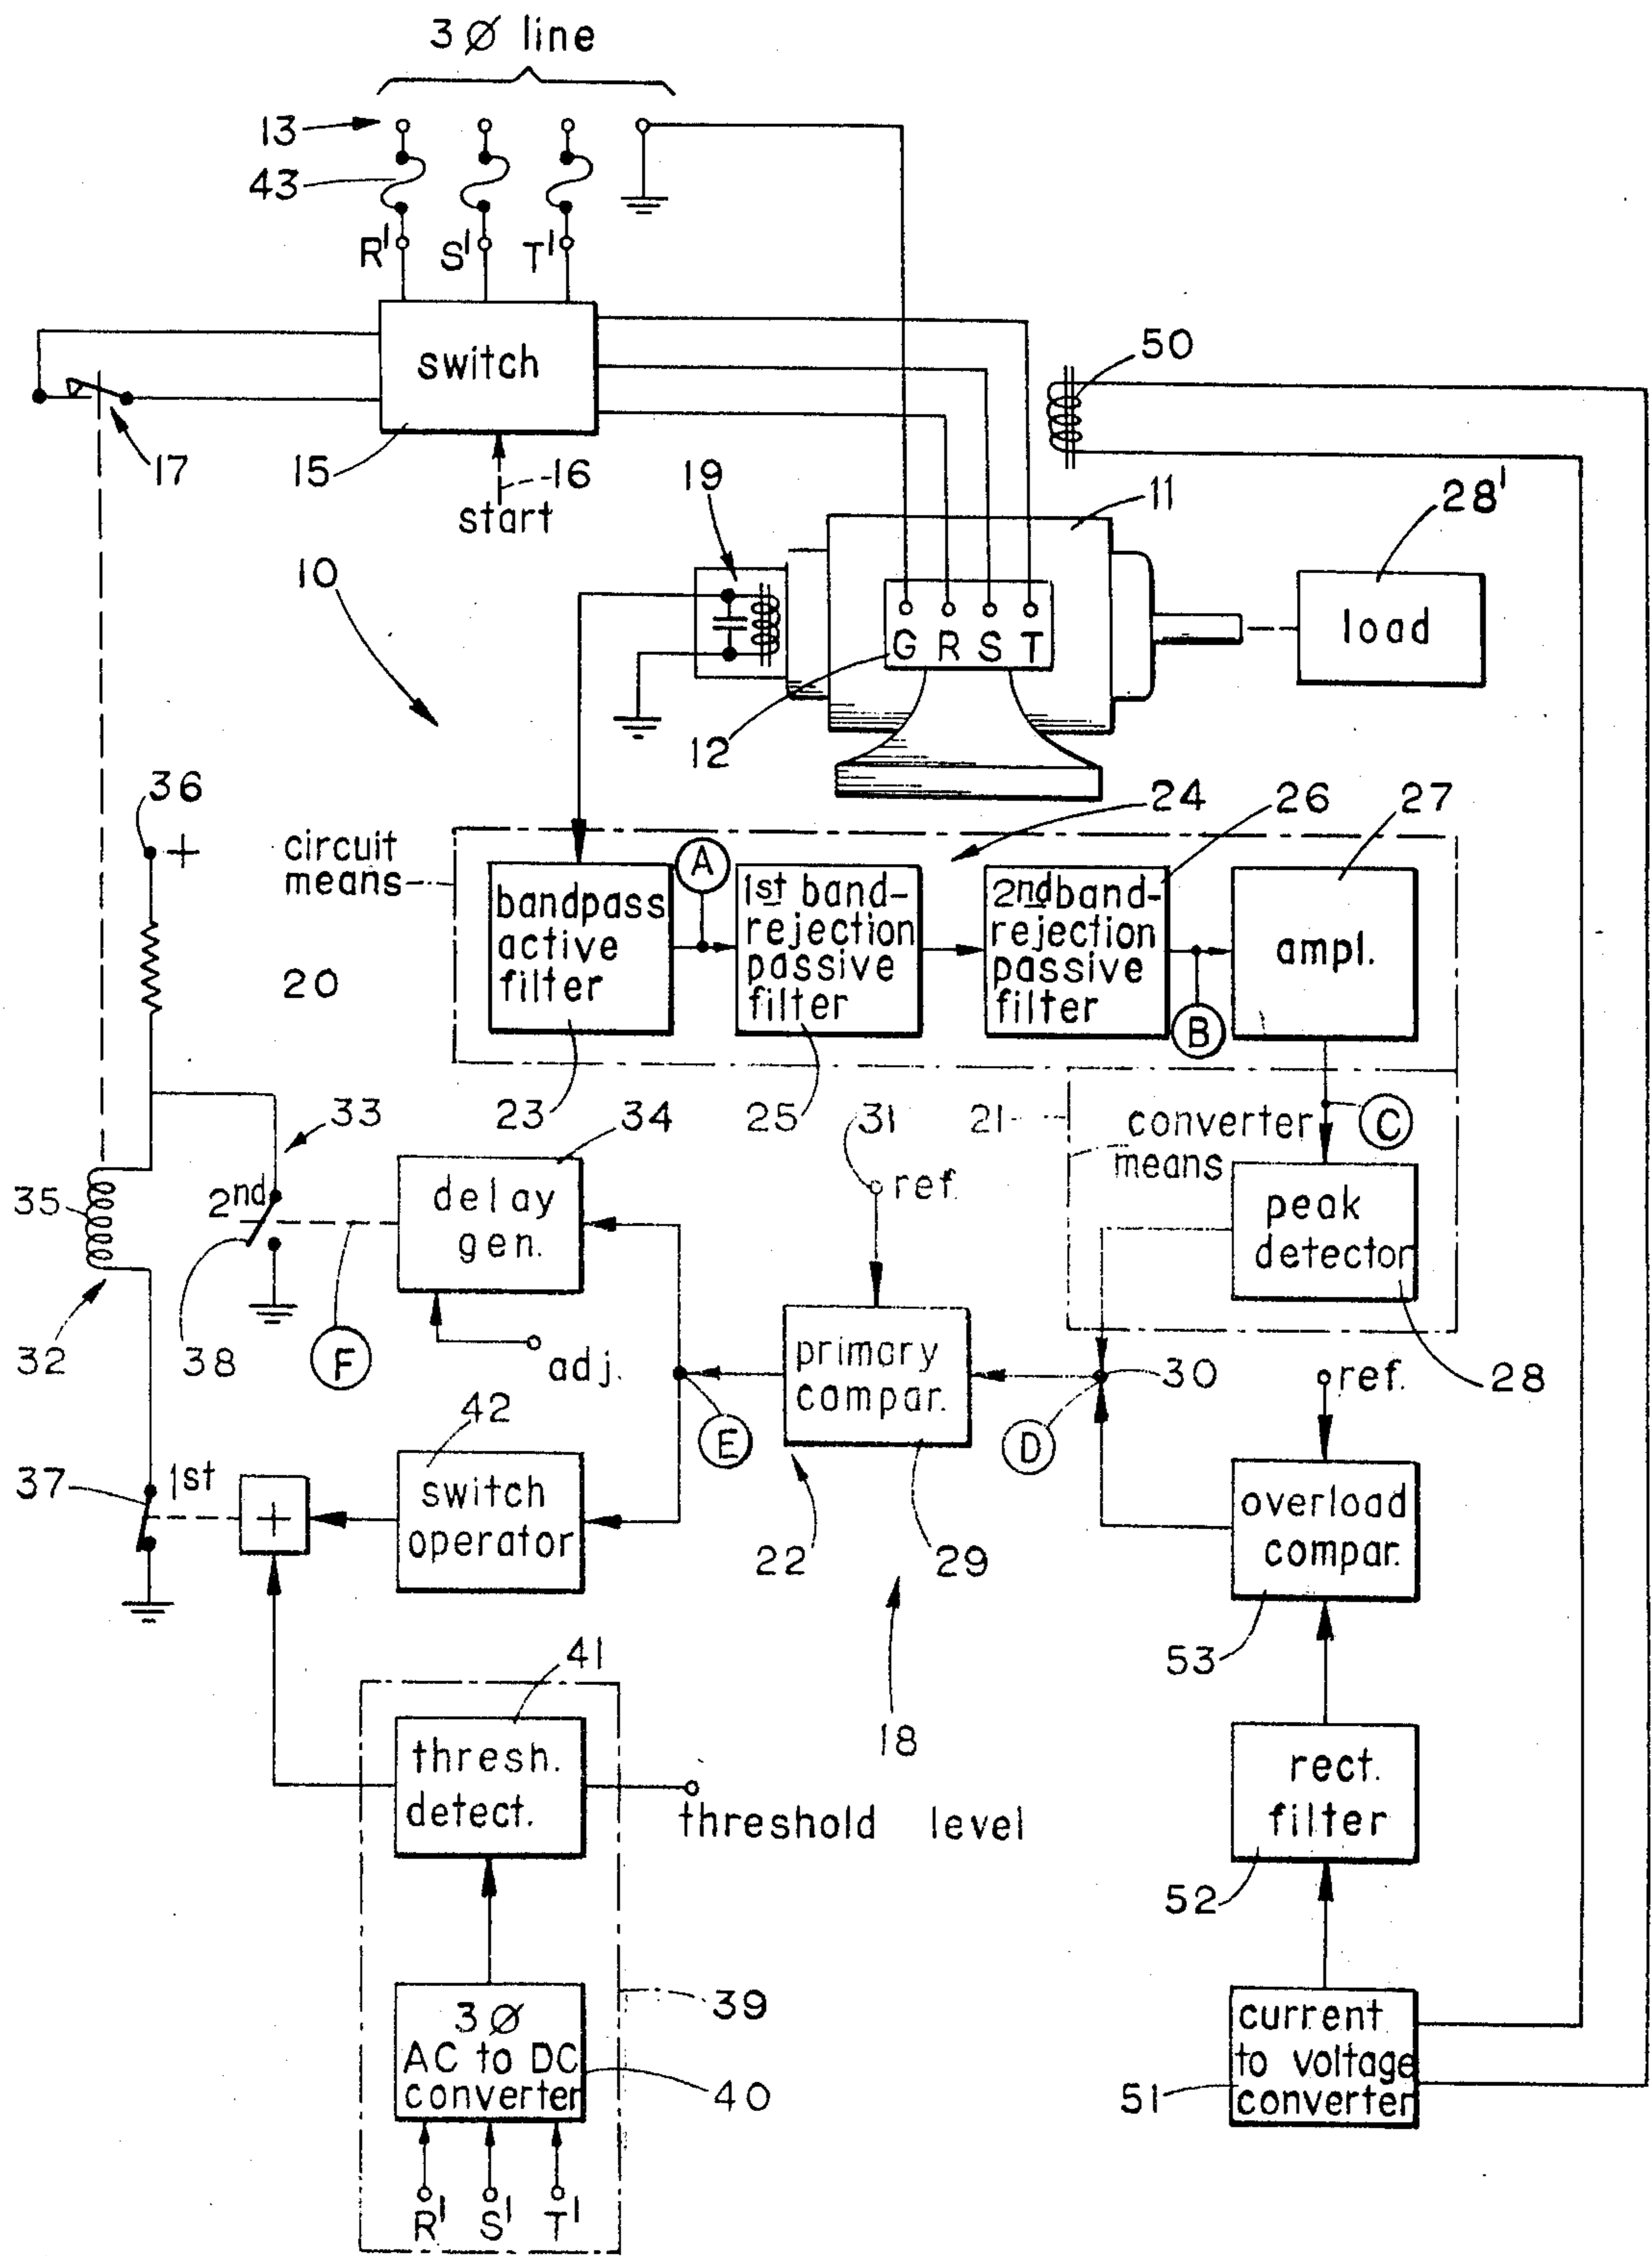 3 Ø line
13
43
R' S' T'
switch
50
17
15
16
start
19
11
28'
10
load
G R S T
12
36
+
circuit
means
24
26
27
A
bandpass
active
filter
1st band-
rejection
passive
filter
2nd band-
rejection
passive
filter
ampl.
20
B
23
25
31
21
C
33
34
converter
means
35
2nd
delay
gen.
ref.
peak
detector
32
38
F
adj.
primary
compar.
30
ref.
28
42
E
D
37
1st
+
switch
operator
22
29
overload
compar.
53
41
18
thresh.
detect.
threshold level
rect.
filter
52
39
3 Ø
AC to DC
converter
40
current
to voltage
converter
51
R' S' T'